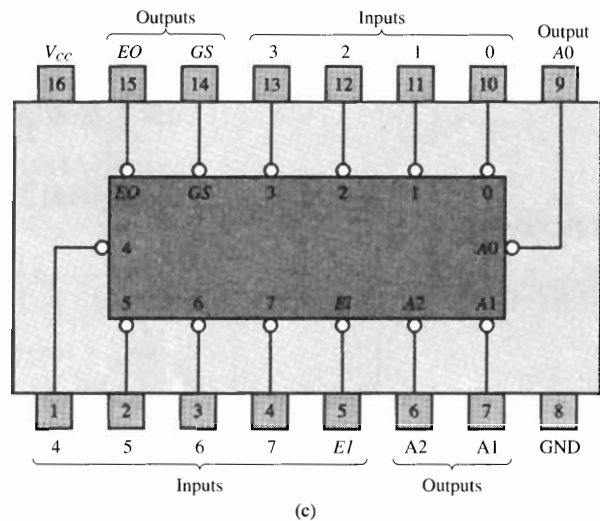 Outputs Inputs Output
V_CC EO GS 3 2 1 0 A0
16 15 14 13 12 11 10 9
EO GS 3 2 1 0
4 A0
5 6 7 EI A2 A1
1 2 3 4 5 6 7 8
4 5 6 7 EI A2 A1 GND
Inputs Outputs
(c)